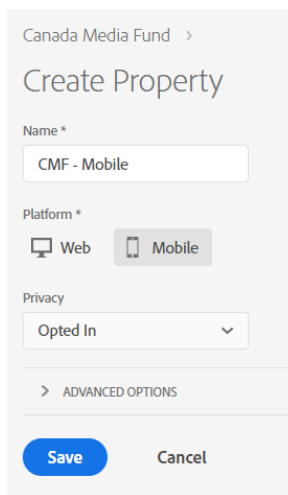 Canada Media Fund >
Create Property
Name *
CMF - Mobile
Platform *
Web Mobile
Privacy
Opted In
> ADVANCED OPTIONS
Save Cancel